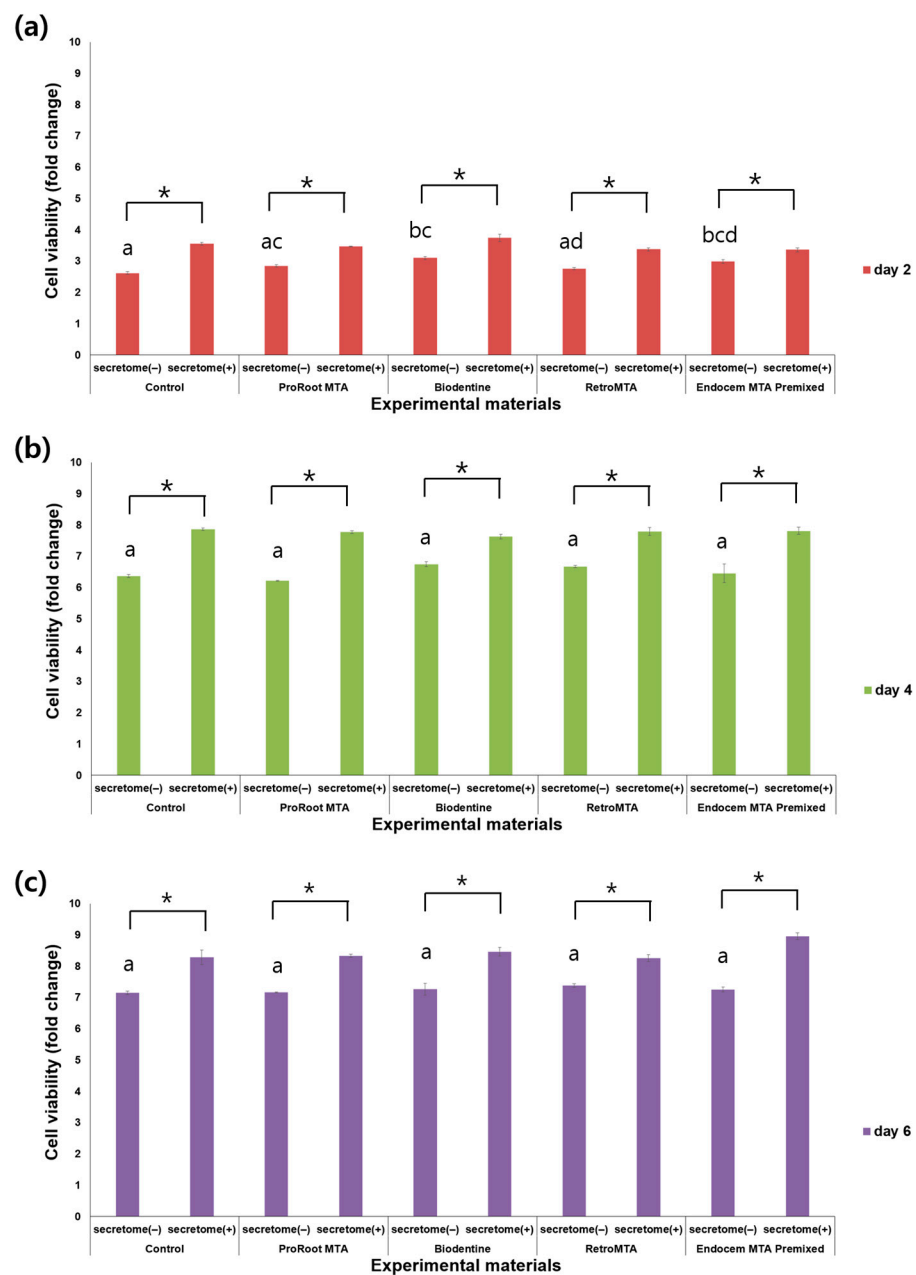 (a)
Cell viability (fold change)
10
9
8
7
6
5
4
3
2
1
0
* * * * *
a ac bc ad bcd
day 2
secretome(−) secretome(+) secretome(−) secretome(+) secretome(−) secretome(+) secretome(−) secretome(+) secretome(−) secretome(+)
Control ProRoot MTA Biodentine RetroMTA Endocem MTA Premixed
Experimental materials
(b)
Cell viability (fold change)
10
9
8
7
6
5
4
3
2
1
0
* * * * *
a a a a a
day 4
secretome(−) secretome(+) secretome(−) secretome(+) secretome(−) secretome(+) secretome(−) secretome(+) secretome(−) secretome(+)
Control ProRoot MTA Biodentine RetroMTA Endocem MTA Premixed
Experimental materials
(c)
Cell viability (fold change)
10
9
8
7
6
5
4
3
2
1
0
* * * * *
a a a a a
day 6
secretome(−) secretome(+) secretome(−) secretome(+) secretome(−) secretome(+) secretome(−) secretome(+) secretome(−) secretome(+)
Control ProRoot MTA Biodentine RetroMTA Endocem MTA Premixed
Experimental materials